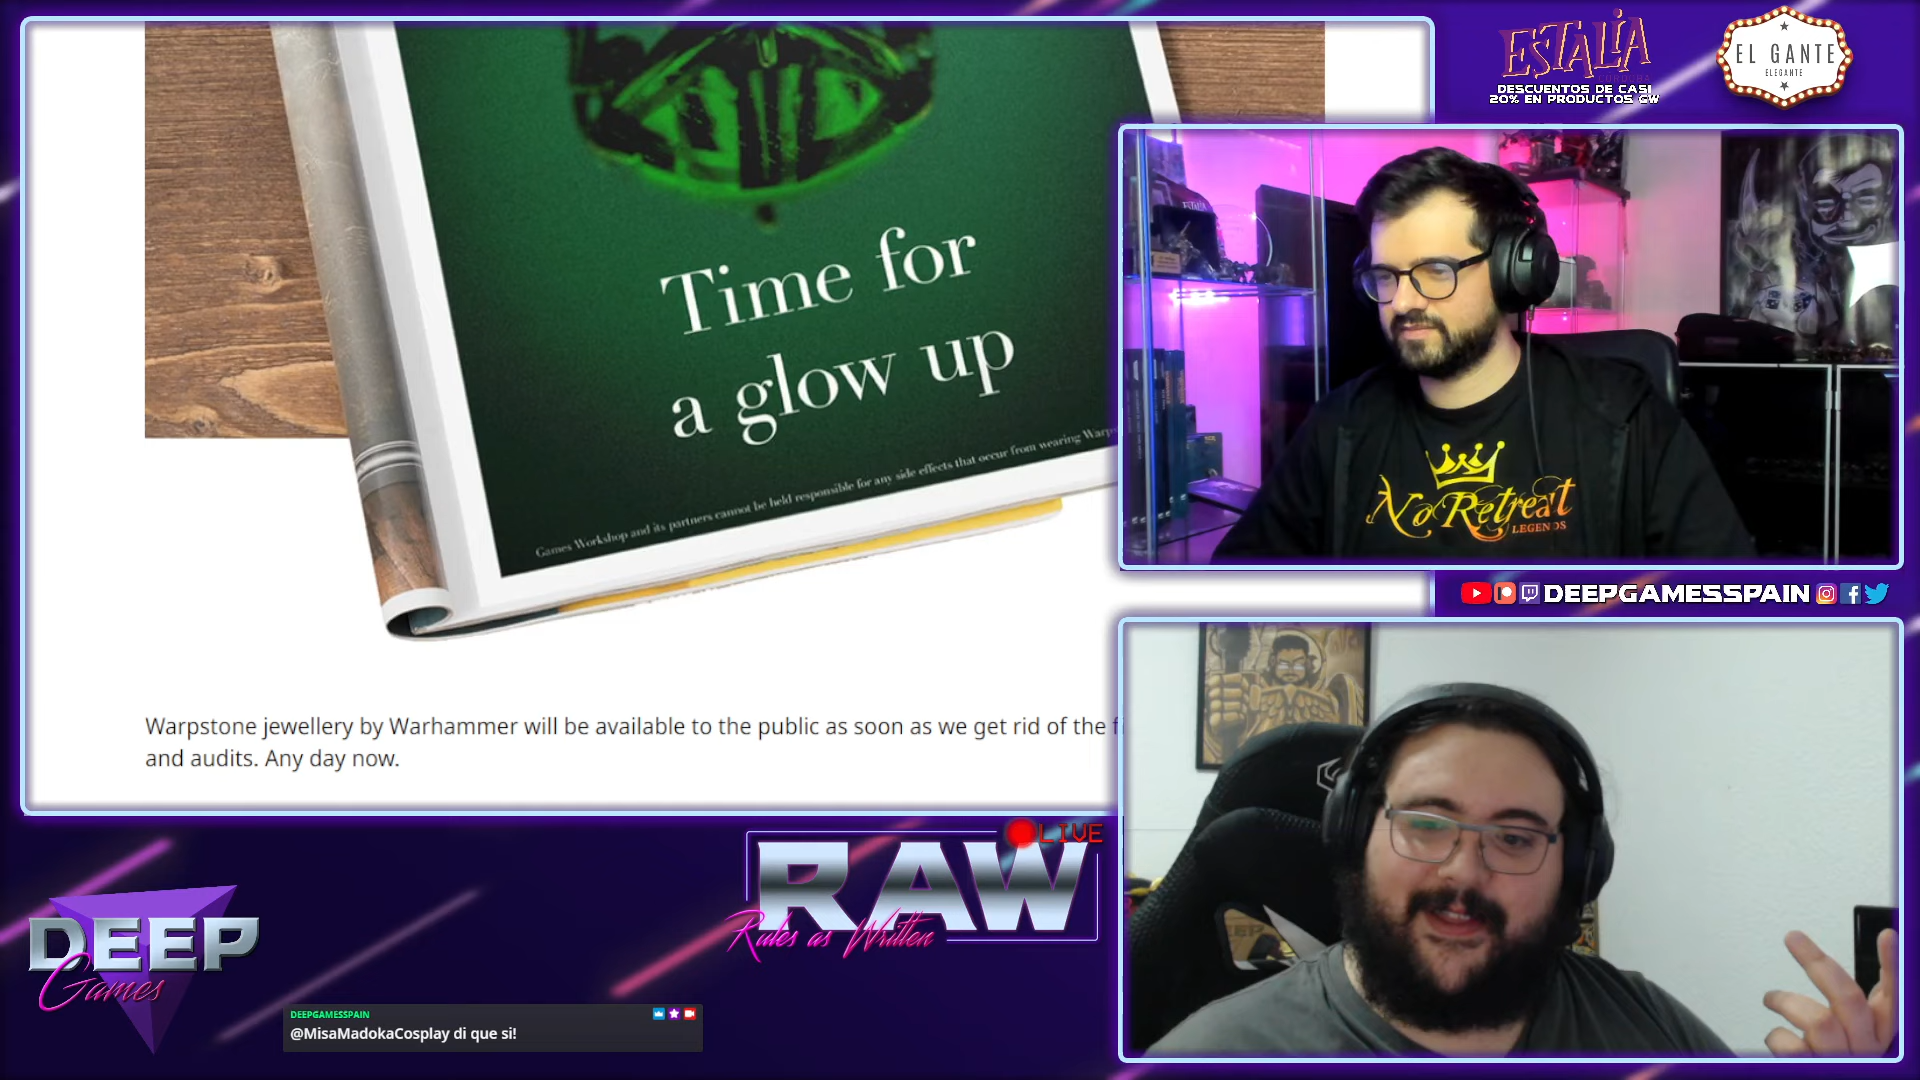 Time for
a glow up
Games Workshop and its partners cannot be held responsible for any side effects that occur from wearing
Warpstone jewellery by Warhammer will be available to the public as soon as we get rid of the
and audits. Any day now.
ESTALIA
CÓRDOBA
DESCUENTOS DE CASI
20% EN PRODUCTOS GW
EL GANTE
ELEGANTE
No Retreat
LEGENDS
DEEPGAMESSPAIN
LIVE
RAW
Rules as Written
DEEP
Games
DEEPGAMESSPAIN
@MisaMadokaCosplay di que si!